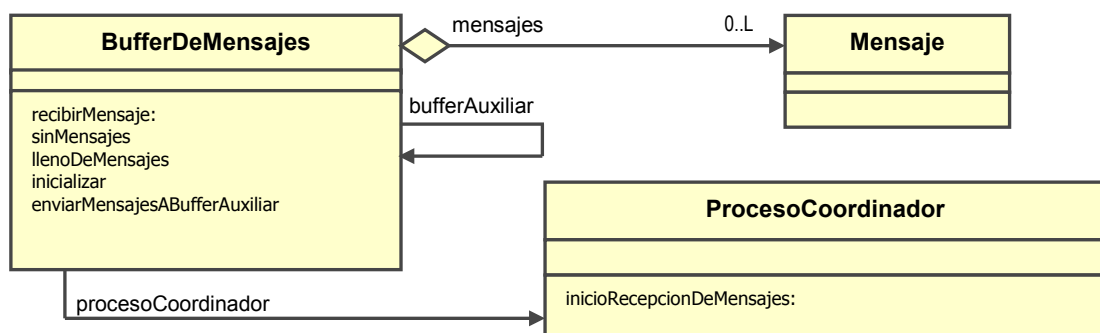 BufferDeMensajes
mensajes
0..L
Mensaje
bufferAuxiliar
recibirMensaje:
sinMensajes
llenoDeMensajes
inicializar
enviarMensajesABufferAuxiliar
ProcesoCoordinador
inicioRecepcionDeMensajes:
procesoCoordinador